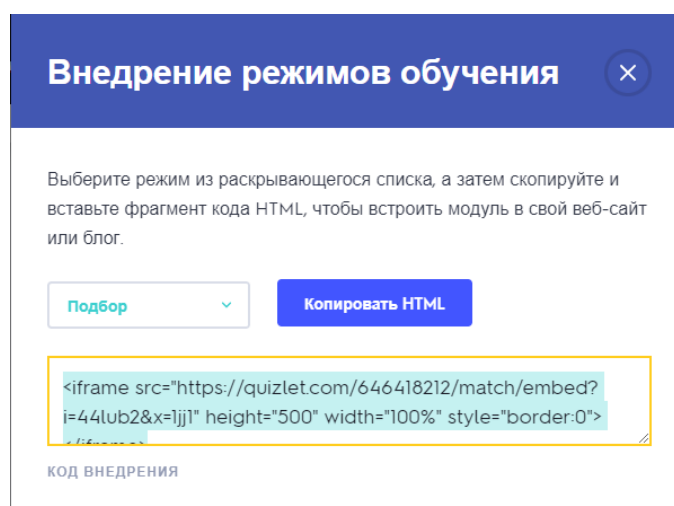 Внедрение режимов обучения
Выберите режим из раскрывающегося списка, а затем скопируйте и
вставьте фрагмент кода HTML, чтобы встроить модуль в свой веб-сайт
или блог.
Подбор
Копировать HTML
<iframe src="https://quizlet.com/646418212/match/embed?
i=44lub2&x=1jj1" height="500" width="100%" style="border:0">
</iframe>
КОД ВНЕДРЕНИЯ